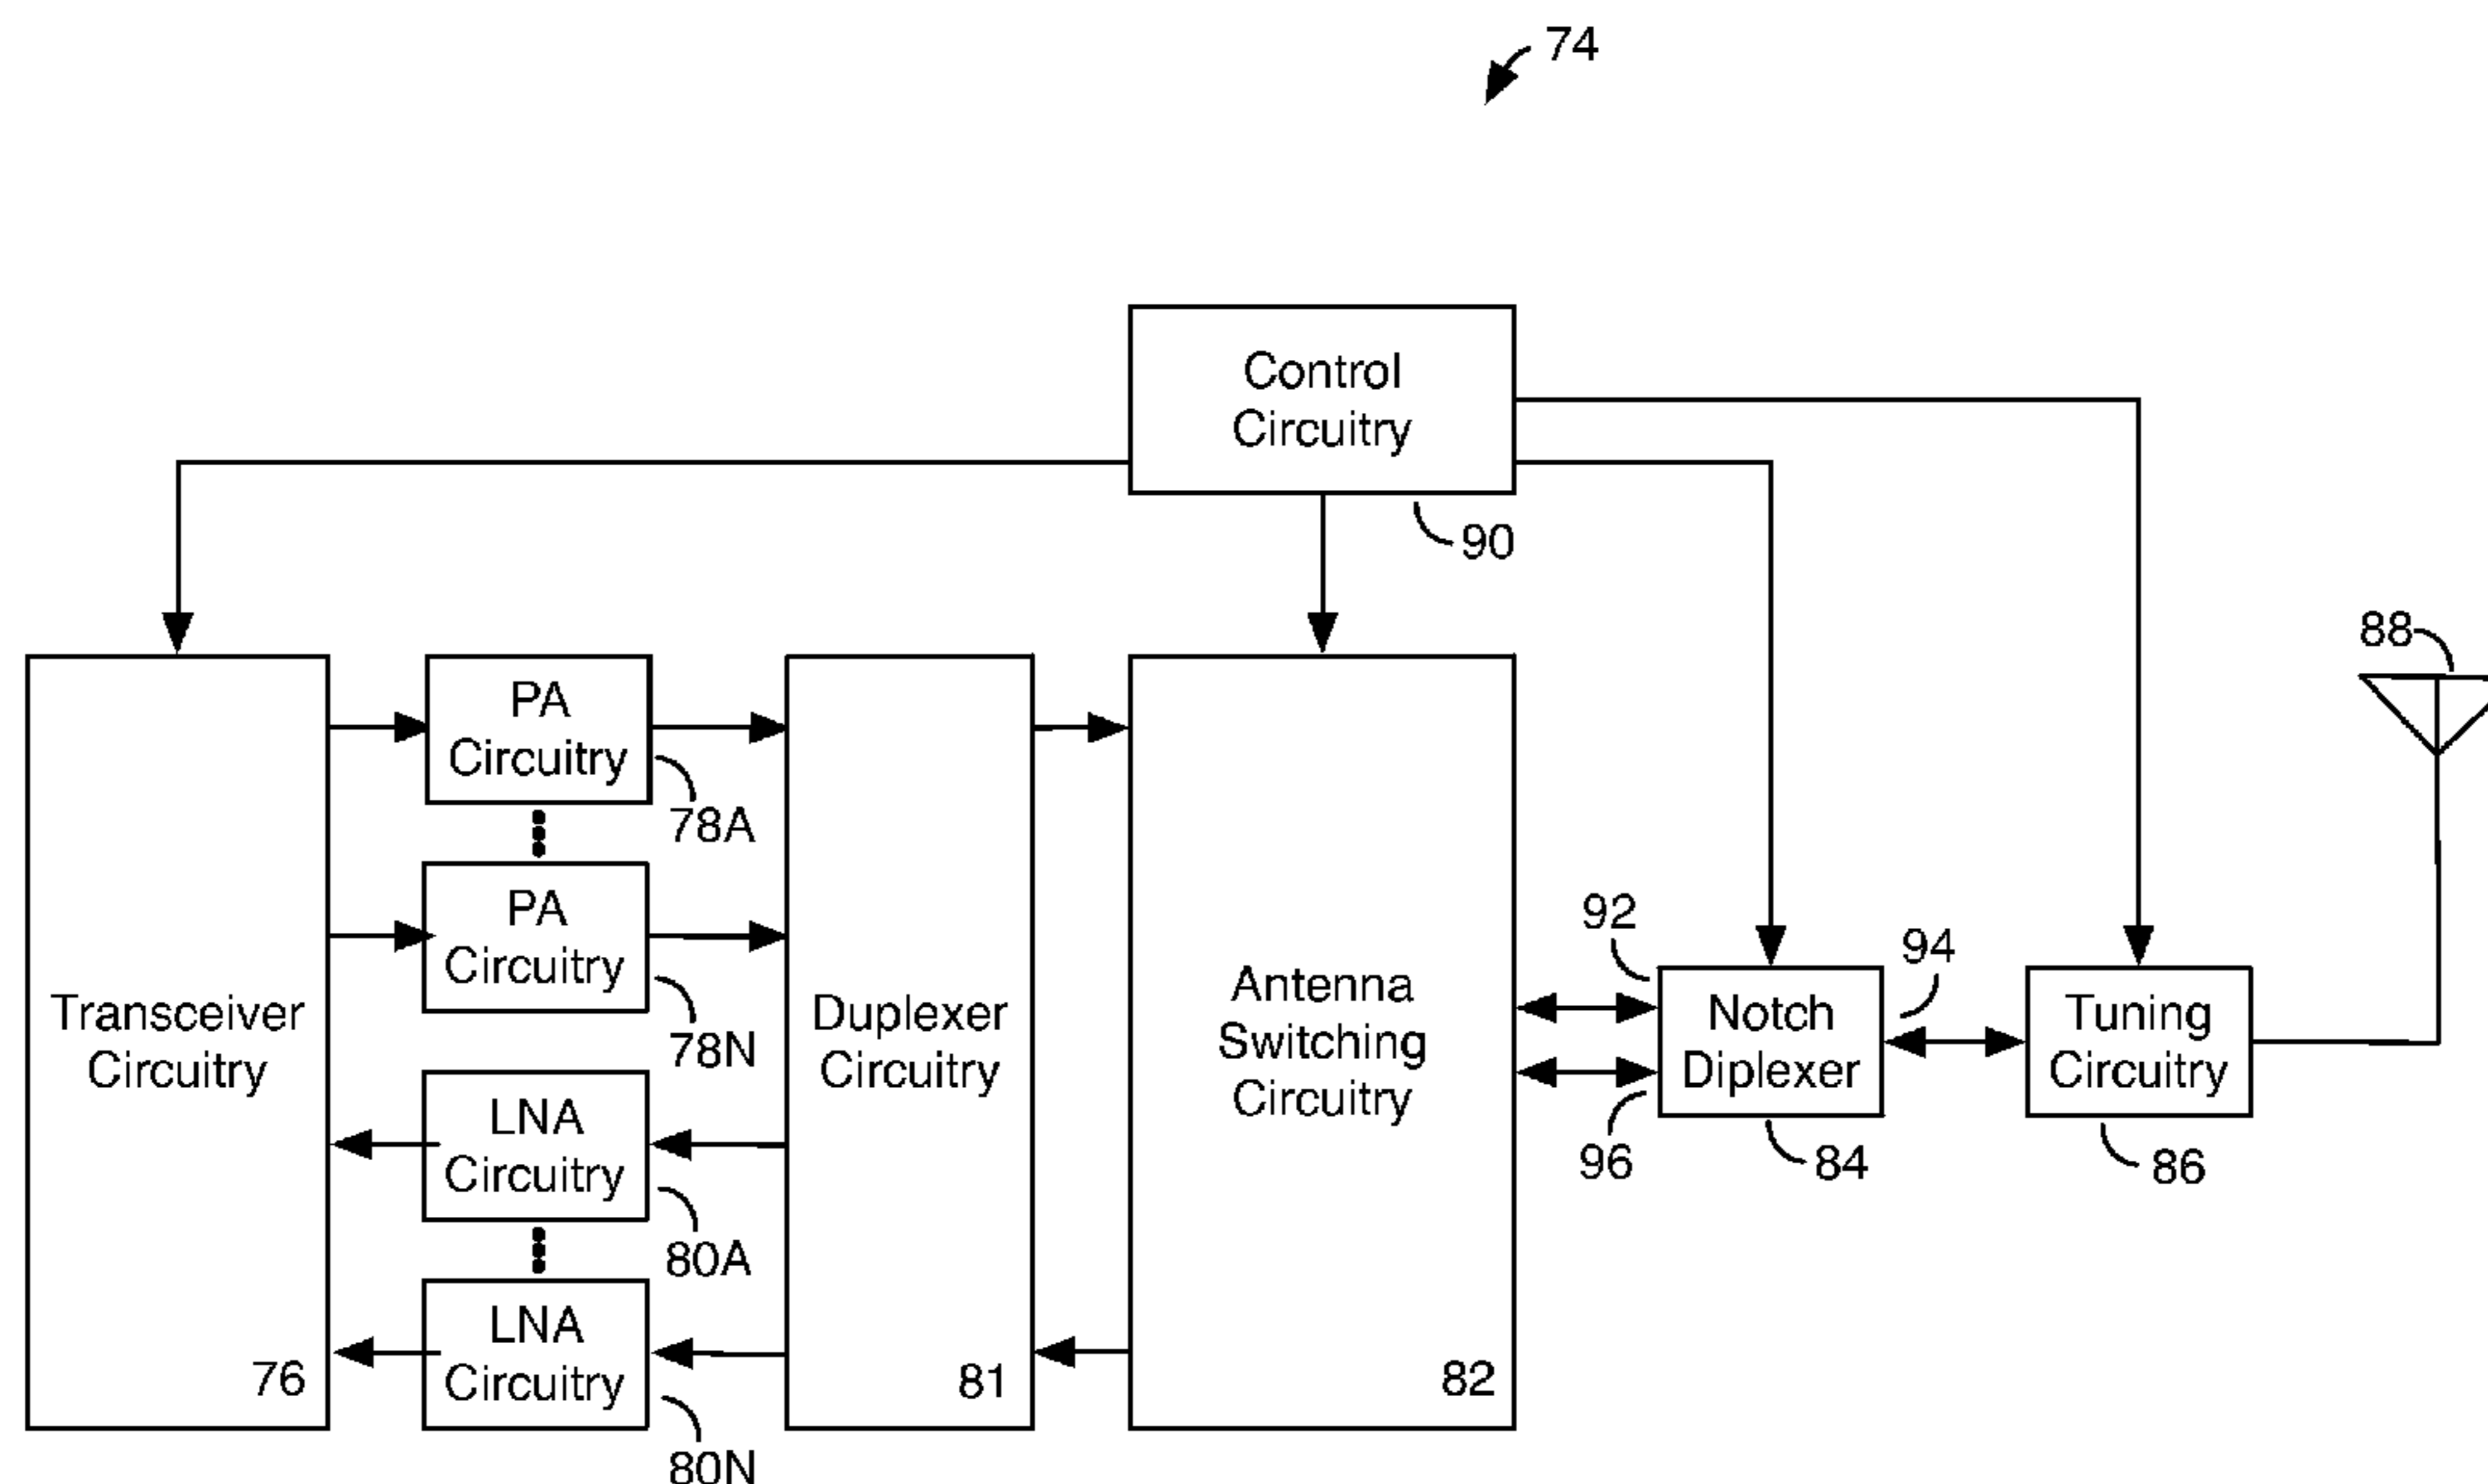 74
Control
Circuitry
90
88
PA
Circuitry
78A
PA
Circuitry
78N
92
94
Transceiver
Circuitry
76
Duplexer
Circuitry
81
Antenna
Switching
Circuitry
82
Notch
Diplexer
84
96
Tuning
Circuitry
86
LNA
Circuitry
80A
LNA
Circuitry
80N